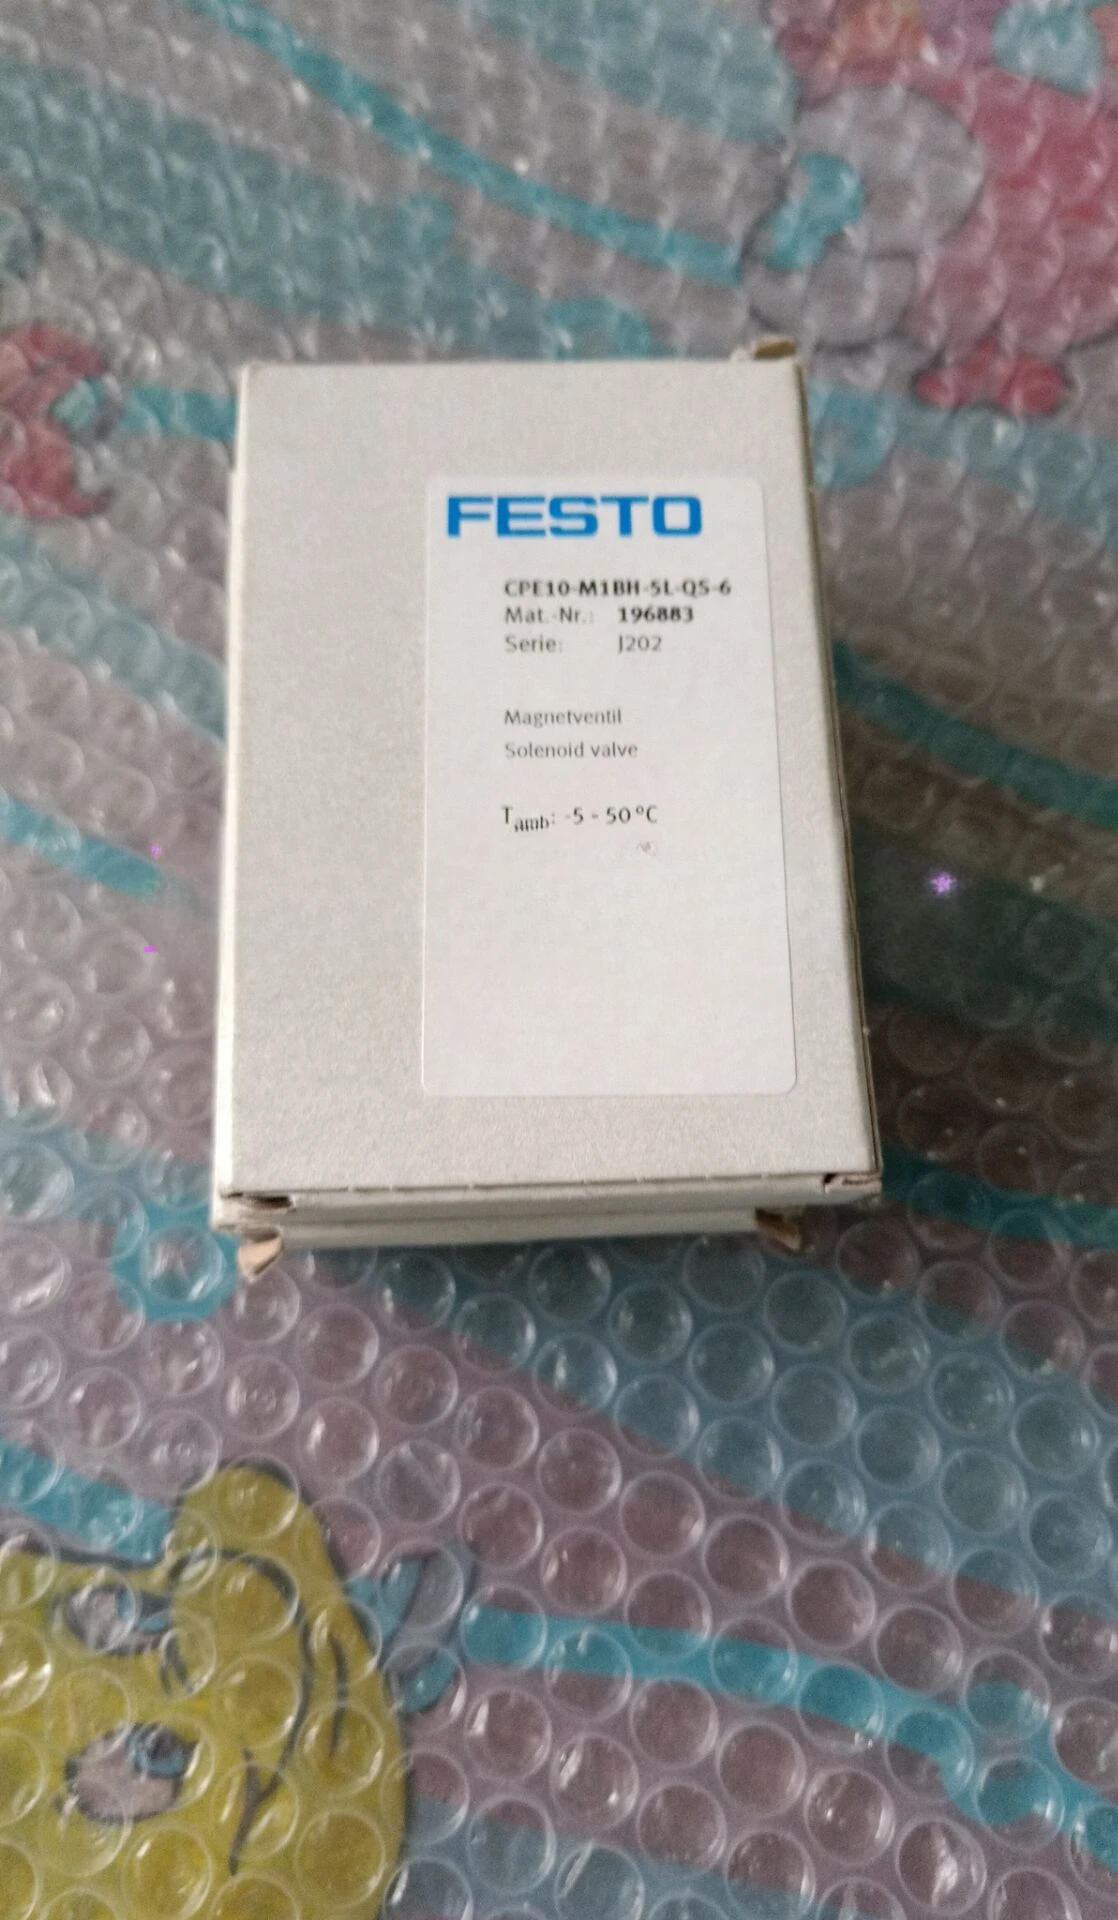 FESTO
CPE10-M1BH-5L-QS-6
Mat.-Nr.: 196883
Serie: J202
Magnetventil
Solenoid valve
Tamb: -5 - 50°C